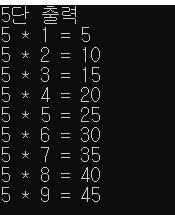 5단 출력
5 * 1 = 5
5 * 2 = 10
5 * 3 = 15
5 * 4 = 20
5 * 5 = 25
5 * 6 = 30
5 * 7 = 35
5 * 8 = 40
5 * 9 = 45